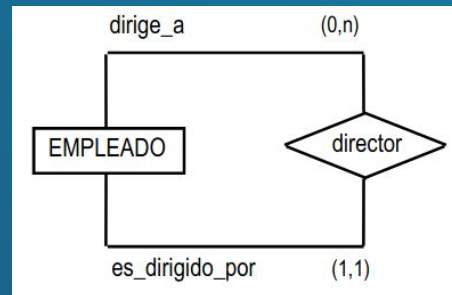 dirige_a (0,n)
EMPLEADO director
es_dirigido_por (1,1)